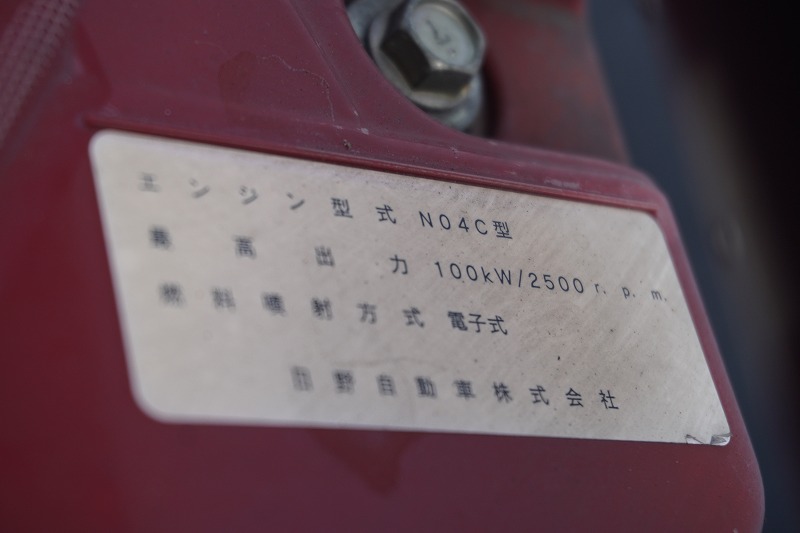 エンジン型式 N04C型
最高出力 100kW/2500r.p.m.
燃料噴射方式 電子式
日野自動車株式会社